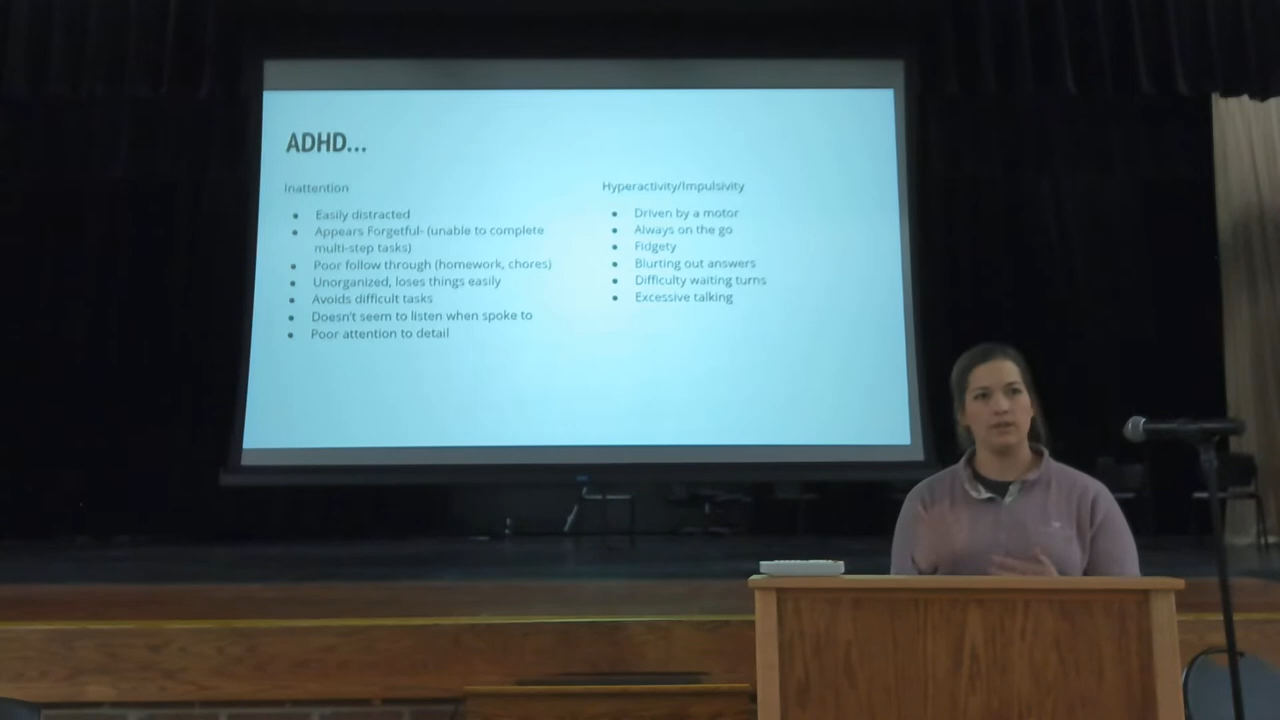 ADHD...
Inattention
● Easily distracted
● Appears Forgetful- (unable to complete
multi-step tasks)
● Poor follow through (homework, chores)
● Unorganized, loses things easily
● Avoids difficult tasks
● Doesn't seem to listen when spoke to
● Poor attention to detail
Hyperactivity/Impulsivity
● Driven by a motor
● Always on the go
● Fidgety
● Blurting out answers
● Difficulty waiting turns
● Excessive talking